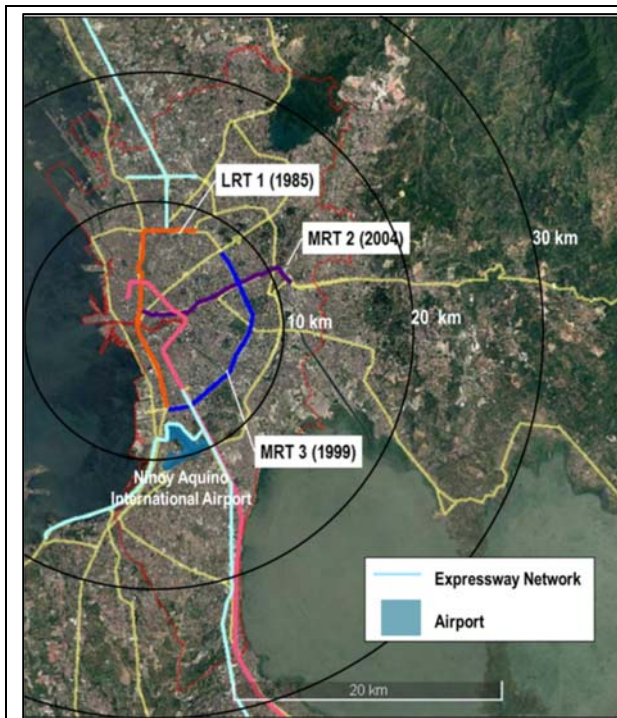 LRT 1 (1985)
MRT 2 (2004)
30 km
10 km
20 km
MRT 3 (1999)
Ninoy Aquino
International Airport
Expressway Network
Airport
20 km